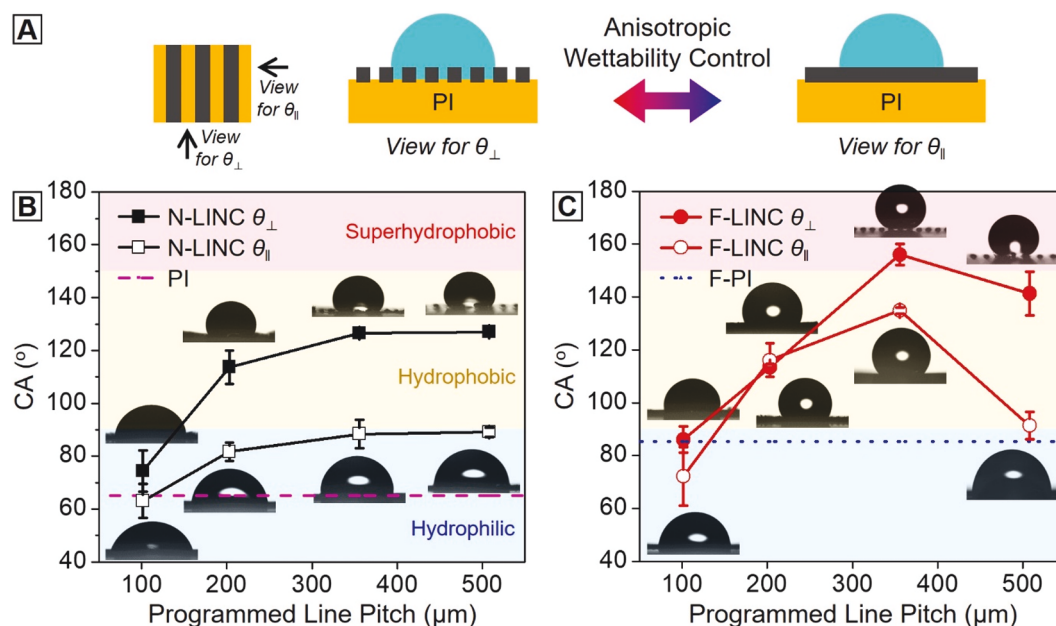 A
View
for θ∥
View
for θ⊥
PI
View for θ⊥
Anisotropic
Wettability Control
PI
View for θ∥
B
N-LINC θ⊥
N-LINC θ∥
PI
Superhydrophobic
Hydrophobic
Hydrophilic
CA (o)
180
160
140
120
100
80
60
40
100
200
300
400
500
Programmed Line Pitch (μm)
C
F-LINC θ⊥
F-LINC θ∥
F-PI
CA (o)
180
160
140
120
100
80
60
40
100
200
300
400
500
Programmed Line Pitch (μm)